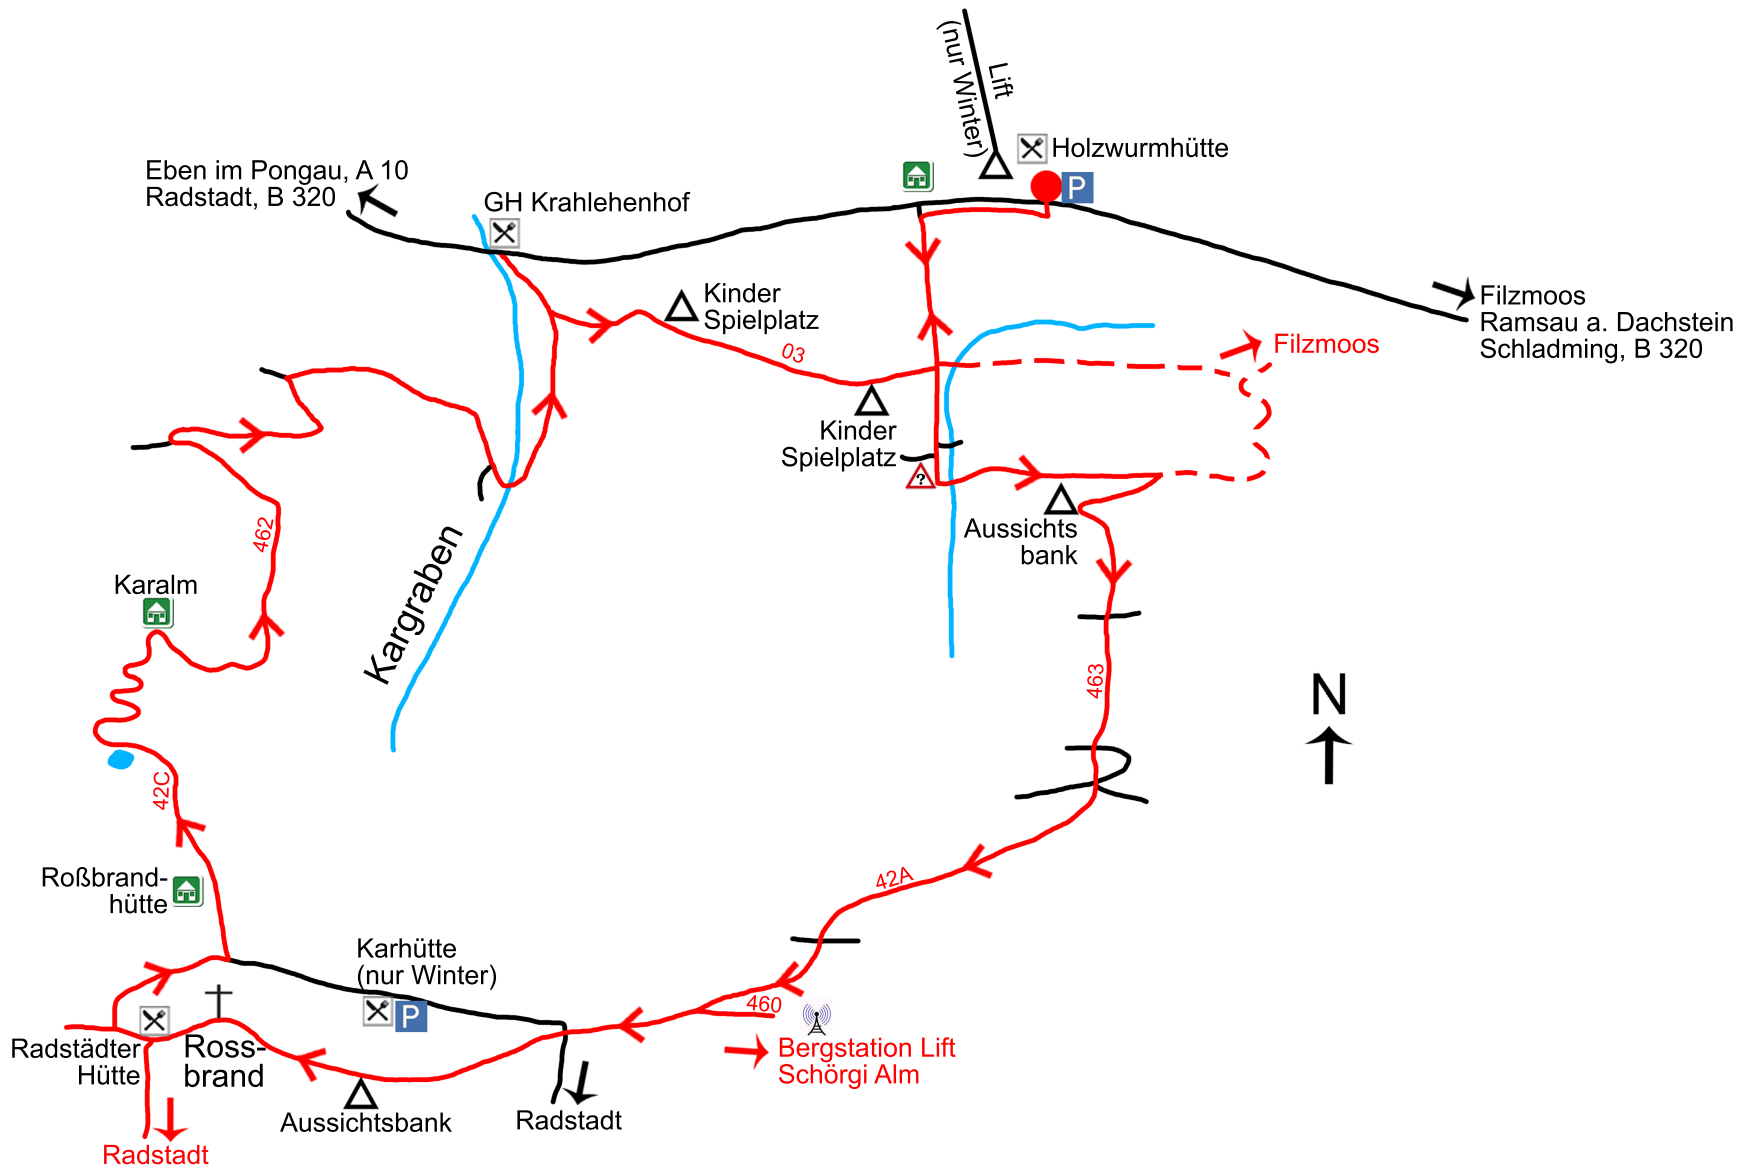 Lift
(nur Winter)
Holzwurmhütte
P
Eben im Pongau, A 10
Radstadt, B 320
GH Krahlehenhof
Kinder
Spielplatz
03
Filzmoos
Ramsau a. Dachstein
Schladming, B 320
Filzmoos
Kinder
Spielplatz
?
Aussichts
bank
462
Kargraben
Karalm
463
N
42C
Roßbrand-
hütte
42A
Karhütte
(nur Winter)
P
460
Radstädter
Hütte
Ross-
brand
Bergstation Lift
Schörgi Alm
Aussichtsbank
Radstadt
Radstadt